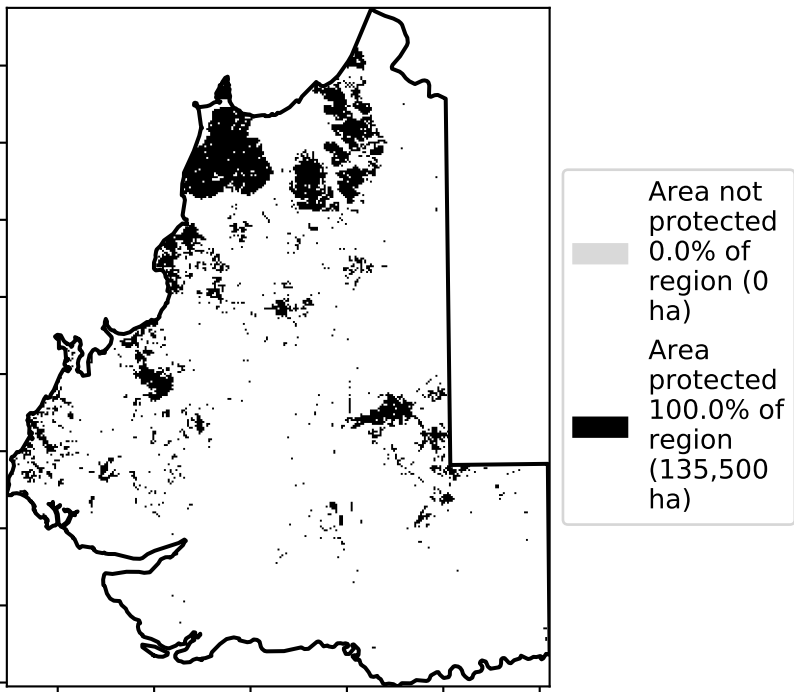 Area not
protected
0.0% of
region (0
ha)
Area
protected
100.0% of
region
(135,500
ha)